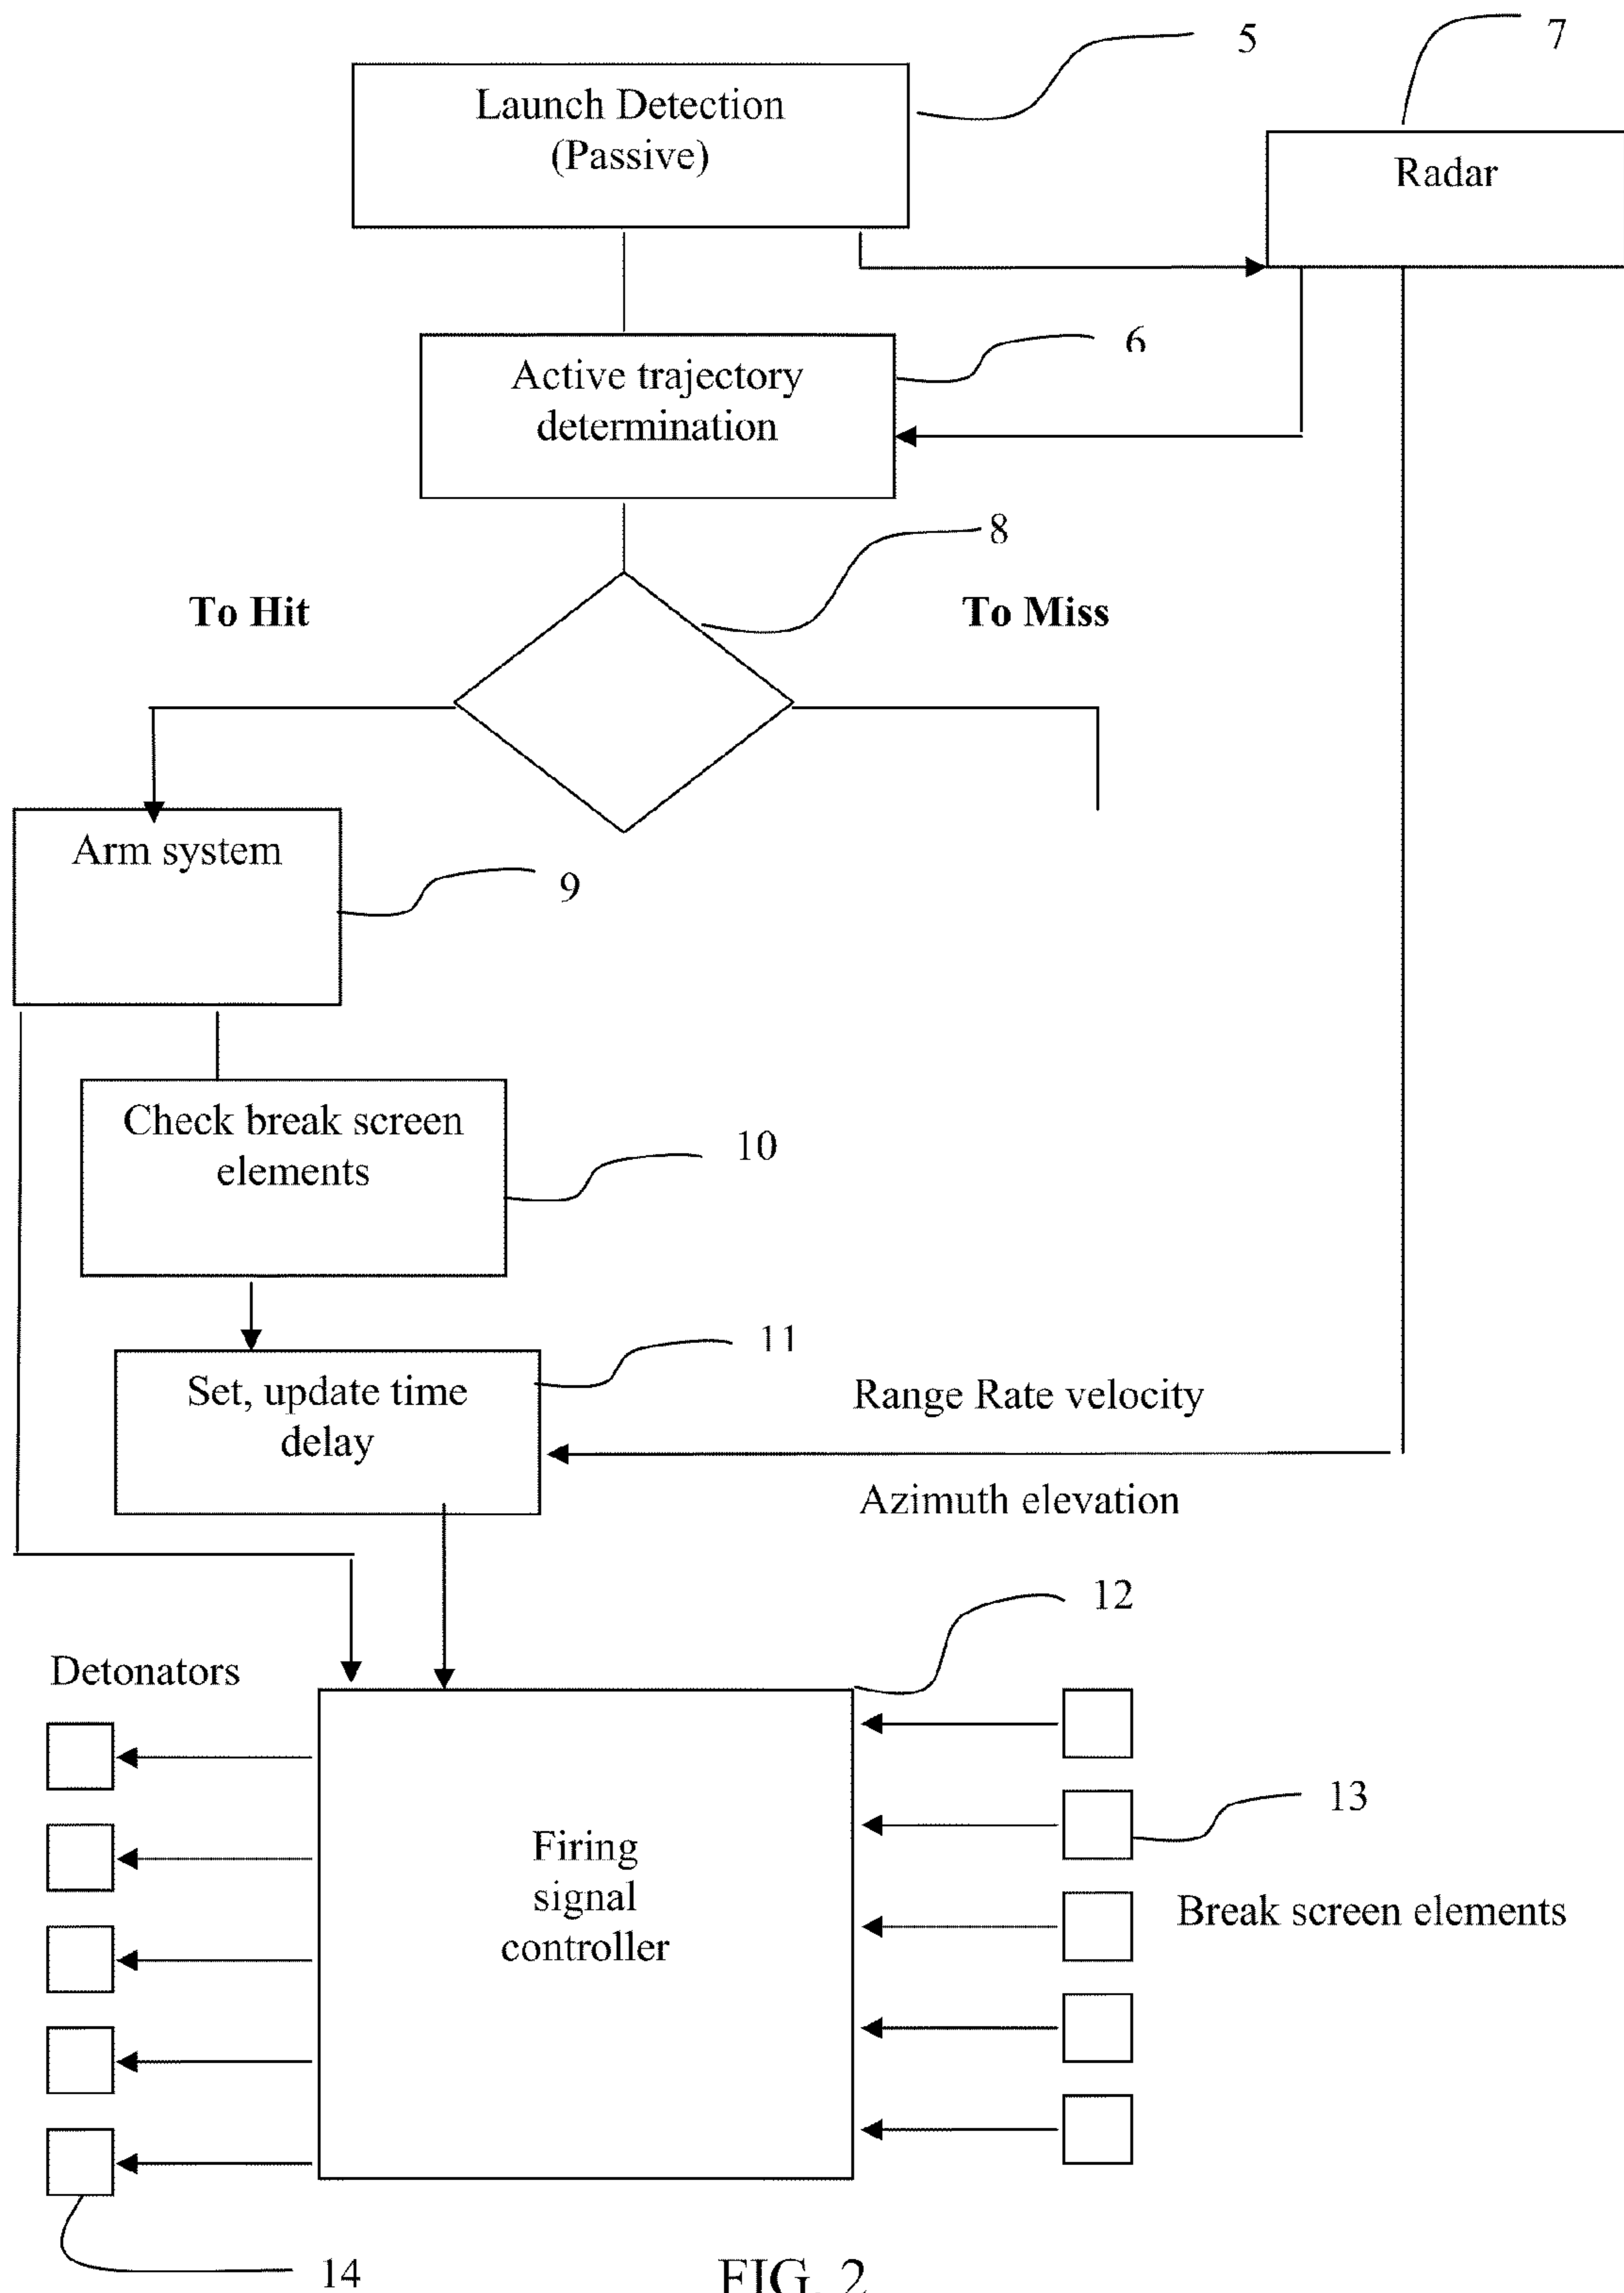 5
7
Launch Detection
(Passive)
Radar
6
Active trajectory
determination
8
To Hit
To Miss
Arm system
9
Check break screen
elements
10
11
Set, update time
delay
Range Rate velocity
Azimuth elevation
12
Detonators
13
Firing
signal
controller
Break screen elements
14
FIG. 2